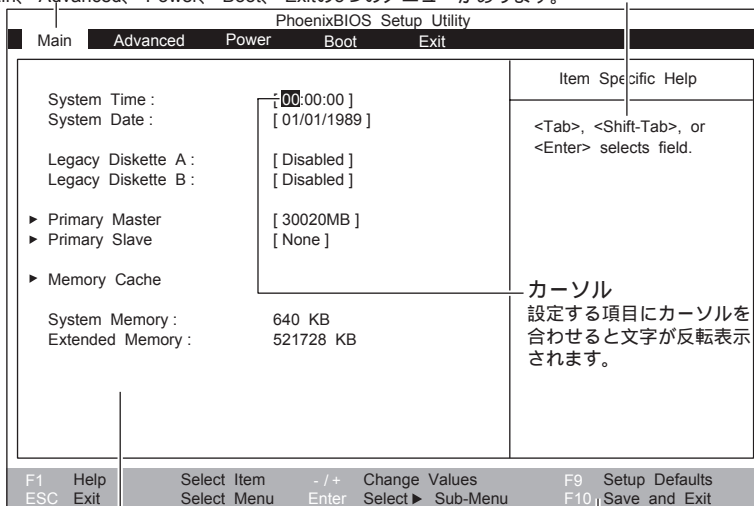 Advanced、 Power、 Boot、 Exitの5つのメニューがあります。
PhoenixBIOS Setup Utility
Main Advanced Power Boot Exit
Item Specific Help
System Time : [ 00:00:00 ]
System Date : [ 01/01/1989 ]
<Tab>, <Shift-Tab>, or
<Enter> selects field.
Legacy Diskette A : [ Disabled ]
Legacy Diskette B : [ Disabled ]
► Primary Master [ 30020MB ]
► Primary Slave [ None ]
► Memory Cache
カーソル
設定する項目にカーソルを
合わせると文字が反転表示
されます。
System Memory : 640 KB
Extended Memory : 521728 KB
F1 Help Select Item - / + Change Values F9 Setup Defaults
ESC Exit Select Menu Enter Select ► Sub-Menu F10 Save and Exit